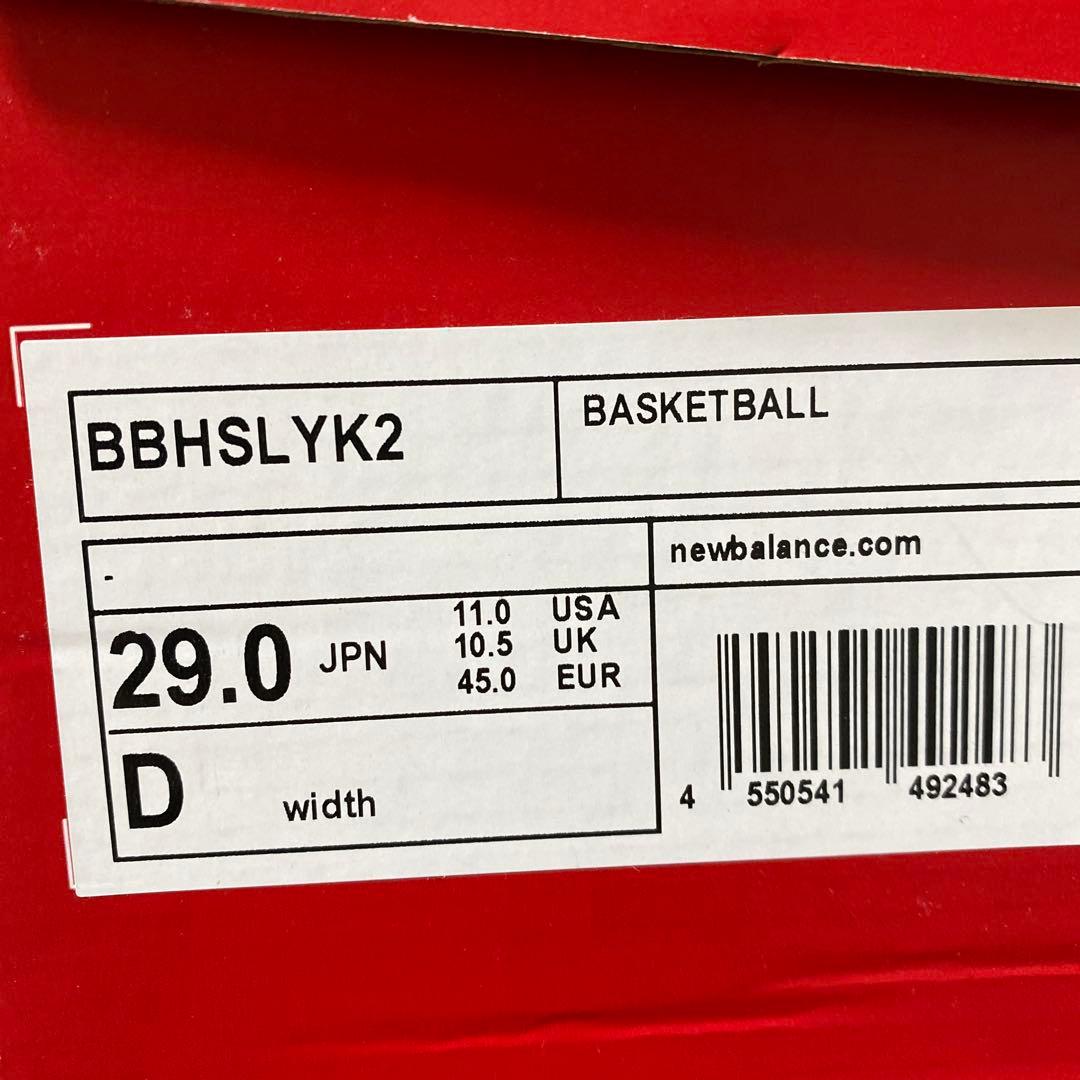 BBHSLYK2
BASKETBALL
-
newbalance.com
29.0 JPN
11.0 USA
10.5 UK
45.0 EUR
D width
4 550541 492483